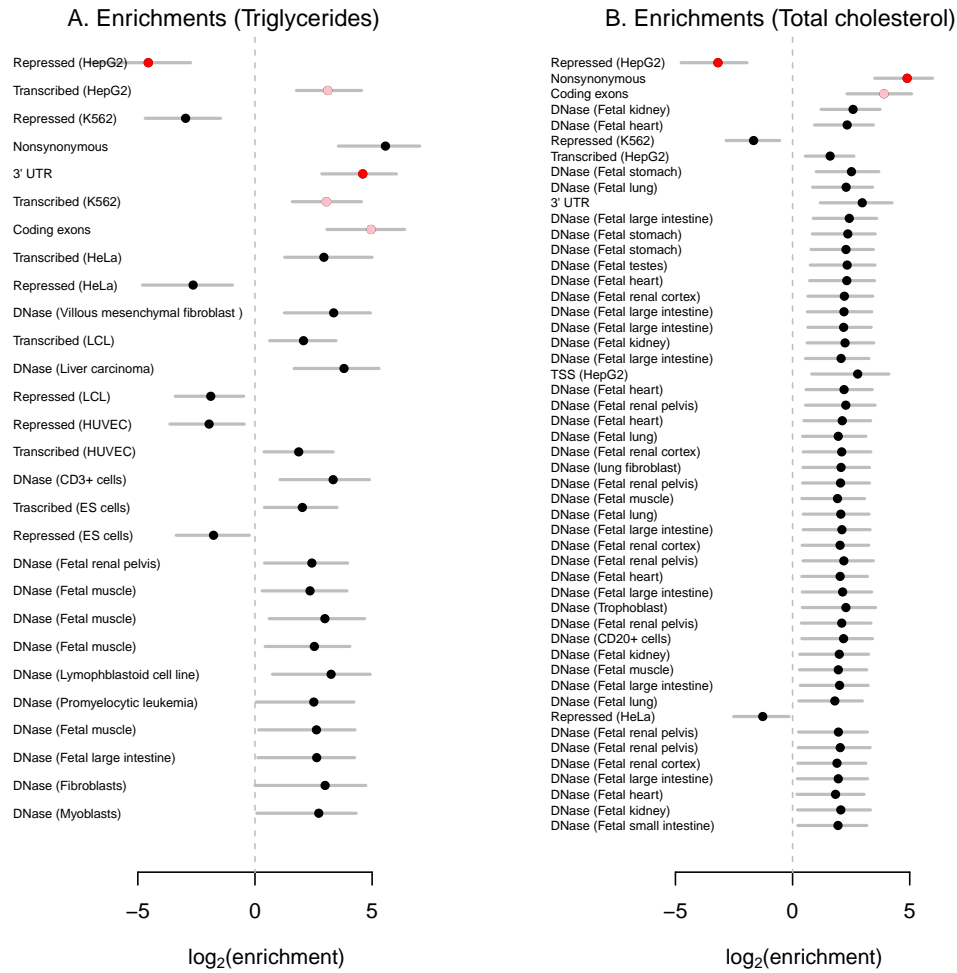 A. Enrichments (Triglycerides)
Repressed (HepG2)
Transcribed (HepG2)
Repressed (K562)
Nonsynonymous
3' UTR
Transcribed (K562)
Coding exons
Transcribed (HeLa)
Repressed (HeLa)
DNase (Villous mesenchymal fibroblast )
Transcribed (LCL)
DNase (Liver carcinoma)
Repressed (LCL)
Repressed (HUVEC)
Transcribed (HUVEC)
DNase (CD3+ cells)
Trascribed (ES cells)
Repressed (ES cells)
DNase (Fetal renal pelvis)
DNase (Fetal muscle)
DNase (Fetal muscle)
DNase (Fetal muscle)
DNase (Lymophblastoid cell line)
DNase (Promyelocytic leukemia)
DNase (Fetal muscle)
DNase (Fetal large intestine)
DNase (Fibroblasts)
DNase (Myoblasts)
−5 0 5
log₂(enrichment)
B. Enrichments (Total cholesterol)
Repressed (HepG2)
Nonsynonymous
Coding exons
DNase (Fetal kidney)
DNase (Fetal heart)
Repressed (K562)
Transcribed (HepG2)
DNase (Fetal stomach)
DNase (Fetal lung)
3' UTR
DNase (Fetal large intestine)
DNase (Fetal stomach)
DNase (Fetal stomach)
DNase (Fetal testes)
DNase (Fetal heart)
DNase (Fetal renal cortex)
DNase (Fetal large intestine)
DNase (Fetal large intestine)
DNase (Fetal kidney)
DNase (Fetal large intestine)
TSS (HepG2)
DNase (Fetal heart)
DNase (Fetal renal pelvis)
DNase (Fetal heart)
DNase (Fetal lung)
DNase (Fetal renal cortex)
DNase (lung fibroblast)
DNase (Fetal renal pelvis)
DNase (Fetal muscle)
DNase (Fetal lung)
DNase (Fetal large intestine)
DNase (Fetal renal cortex)
DNase (Fetal renal pelvis)
DNase (Fetal heart)
DNase (Fetal large intestine)
DNase (Trophoblast)
DNase (Fetal renal pelvis)
DNase (CD20+ cells)
DNase (Fetal kidney)
DNase (Fetal muscle)
DNase (Fetal large intestine)
DNase (Fetal lung)
Repressed (HeLa)
DNase (Fetal renal pelvis)
DNase (Fetal renal pelvis)
DNase (Fetal renal cortex)
DNase (Fetal large intestine)
DNase (Fetal heart)
DNase (Fetal kidney)
DNase (Fetal small intestine)
−5 0 5
log₂(enrichment)